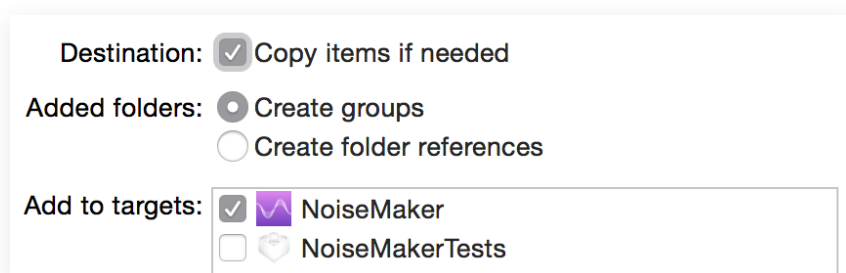 Destination: Copy items if needed
Added folders: Create groups
Create folder references
Add to targets: NoiseMaker
NoiseMakerTests